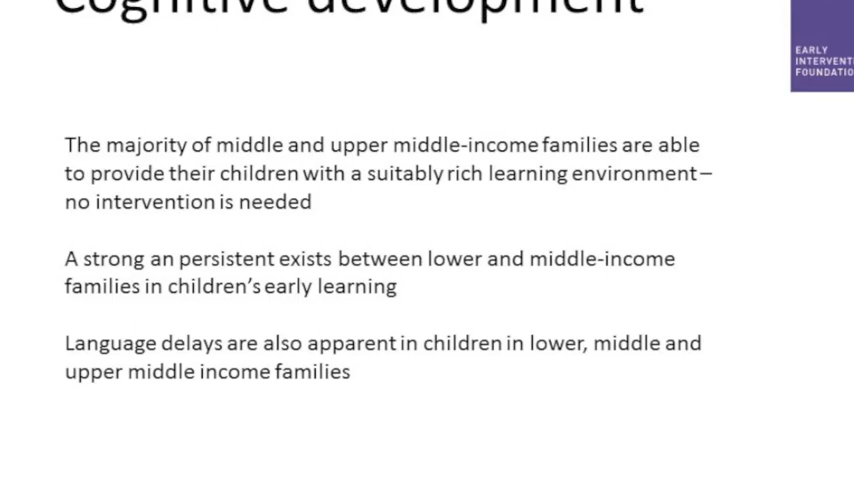 Cognitive development
EARLY
INTERVENTI
FOUNDATIO
The majority of middle and upper middle-income families are able
to provide their children with a suitably rich learning environment –
no intervention is needed
A strong an persistent exists between lower and middle-income
families in children's early learning
Language delays are also apparent in children in lower, middle and
upper middle income families